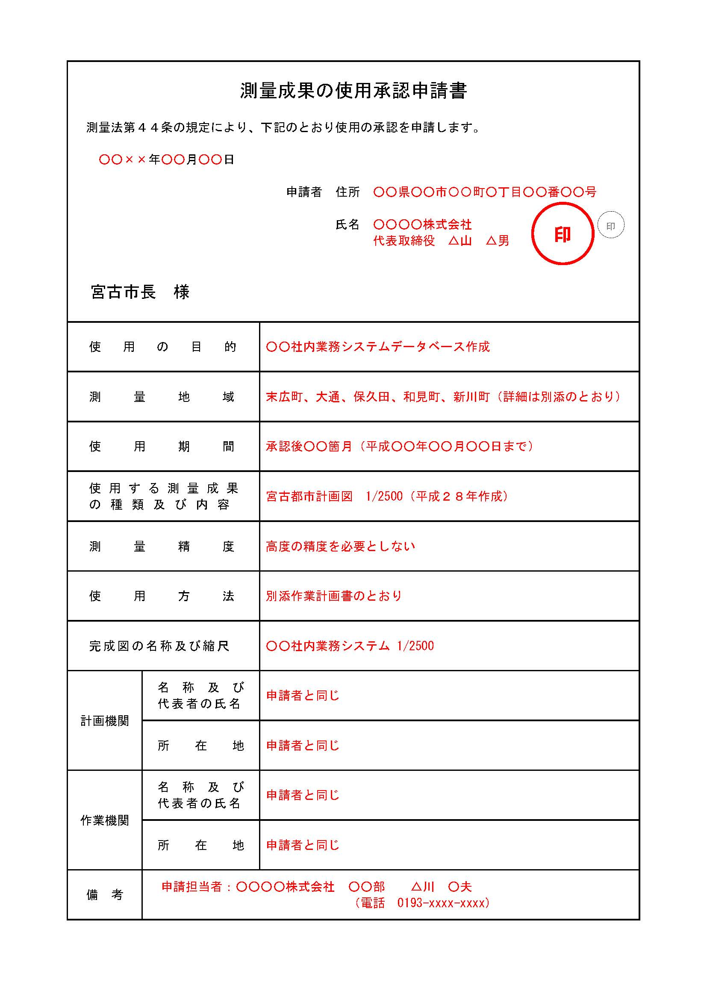 測量成果の使用承認申請書
測量法第４４条の規定により、下記のとおり使用の承認を申請します。
〇〇××年〇〇月〇〇日
申請者　住所　〇〇県〇〇市〇〇町〇丁目〇〇番〇〇号
氏名　〇〇〇〇株式会社
代表取締役　△山　△男
印
印
宮古市長　様
使用の目的　〇〇社内業務システムデータベース作成
測量地域　末広町、大通、保久田、和見町、新川町（詳細は別添のとおり）
使用期間　承認後〇〇箇月（平成〇〇年〇〇月〇〇日まで）
使用する測量成果
の種類及び内容
宮古都市計画図　1/2500（平成２８年作成）
測量精度　高度の精度を必要としない
使用方法　別添作業計画書のとおり
完成図の名称及び縮尺　〇〇社内業務システム 1/2500
計画機関
名称及び
代表者の氏名
申請者と同じ
所在地　申請者と同じ
作業機関
名称及び
代表者の氏名
申請者と同じ
所在地　申請者と同じ
備考
申請担当者：〇〇〇〇株式会社　〇〇部　　△川　〇夫
（電話　0193-xxxx-xxxx）